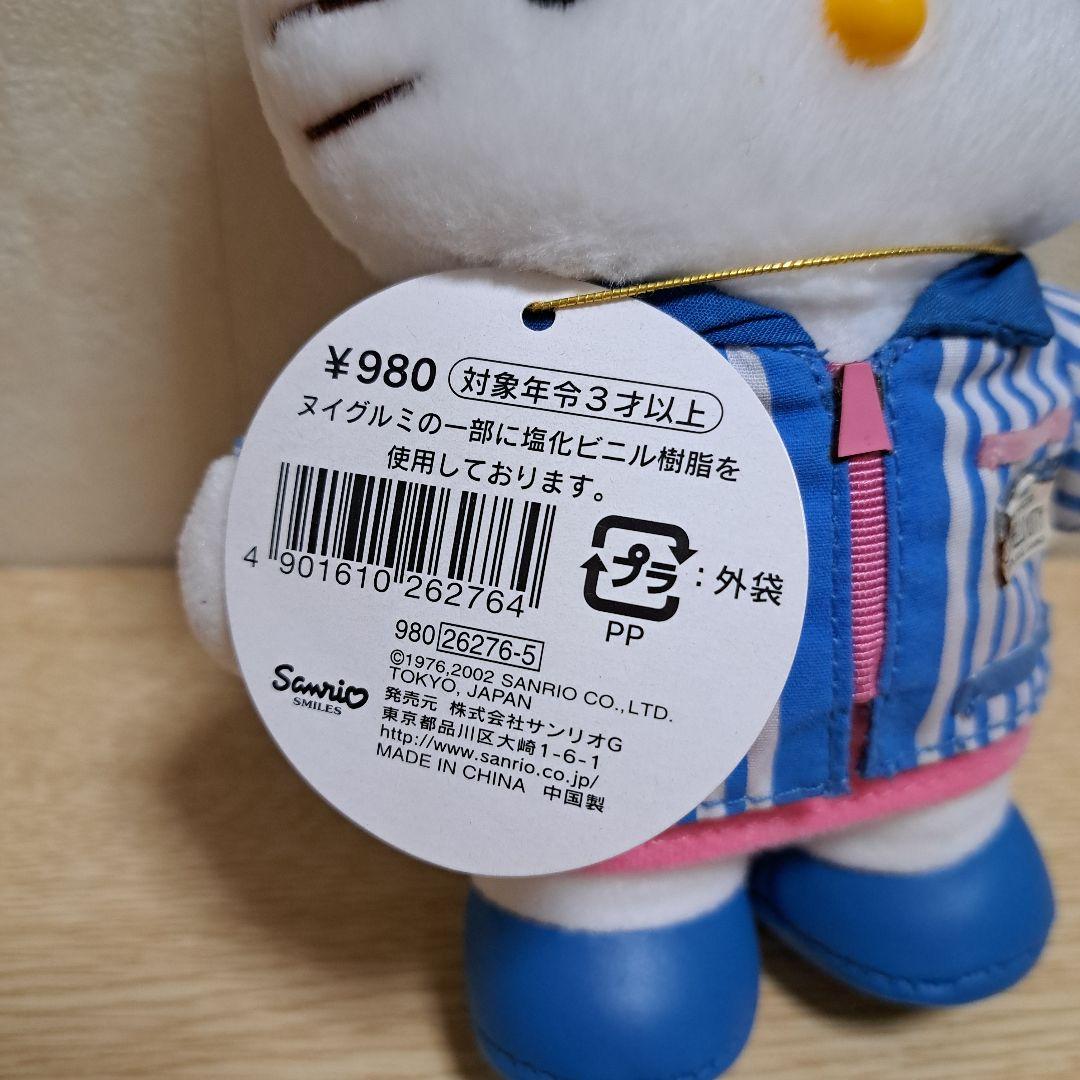 ¥980 対象年令3才以上
ヌイグルミの一部に塩化ビニル樹脂を
使用しております。
4 901610 262764
プラ : 外袋
PP
980 26276-5
©1976,2002 SANRIO CO.,LTD.
TOKYO, JAPAN
Sanrio
SMILES
発売元 株式会社サンリオG
東京都品川区大崎1-6-1
http://www.sanrio.co.jp/
MADE IN CHINA 中国製